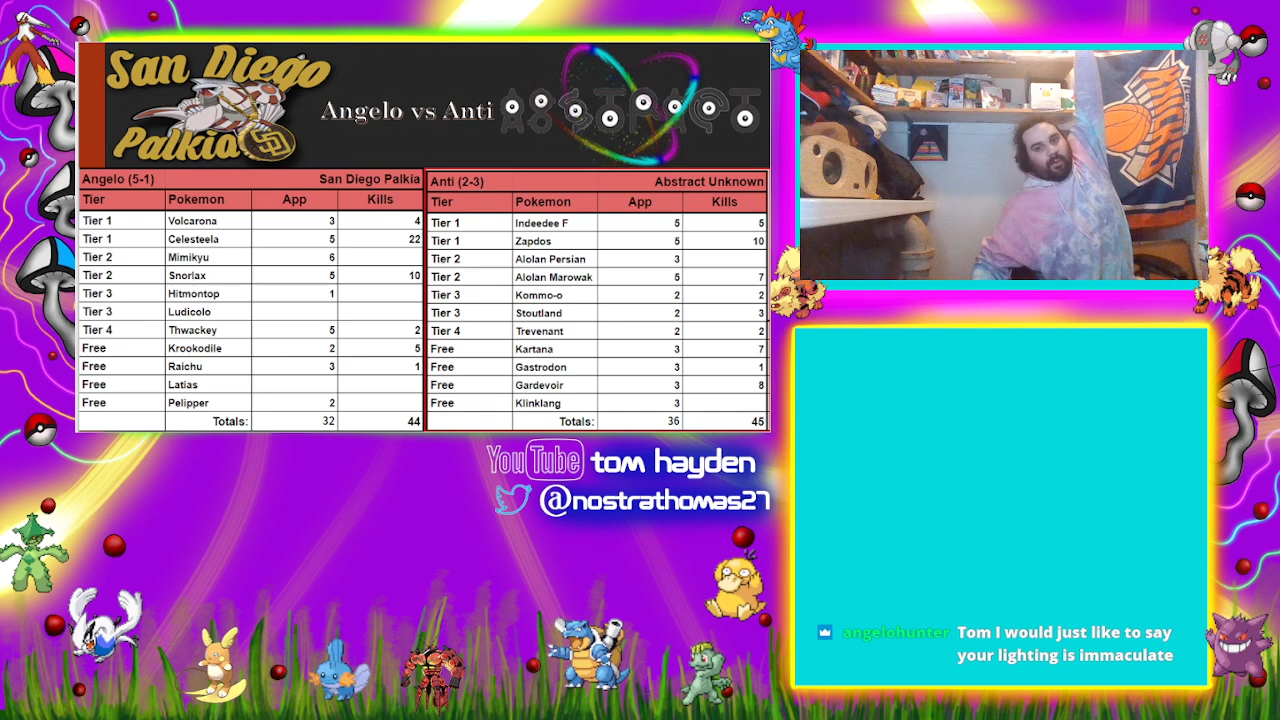 San Diego
Palkia
SD
Angelo vs Anti
ABSTRACT
Angelo (5-1) San Diego Palkia
Tier Pokemon App Kills
Tier 1 Volcarona 3 4
Tier 1 Celesteela 5 22
Tier 2 Mimikyu 6
Tier 2 Snorlax 5 10
Tier 3 Hitmontop 1
Tier 3 Ludicolo
Tier 4 Thwackey 5 2
Free Krookodile 2 5
Free Raichu 3 1
Free Latias
Free Pelipper 2
Totals: 32 44
Anti (2-3) Abstract Unknown
Tier Pokemon App Kills
Tier 1 Indeedee F 5 5
Tier 1 Zapdos 5 10
Tier 2 Alolan Persian 3
Tier 2 Alolan Marowak 5 7
Tier 3 Kommo-o 2 2
Tier 3 Stoutland 2 3
Tier 4 Trevenant 2 2
Free Kartana 3 7
Free Gastrodon 3 1
Free Gardevoir 3 8
Free Klinklang 3
Totals: 36 45
KNICKS
YouTube tom hayden
@nostrathomas27
angelohunter Tom I would just like to say
your lighting is immaculate